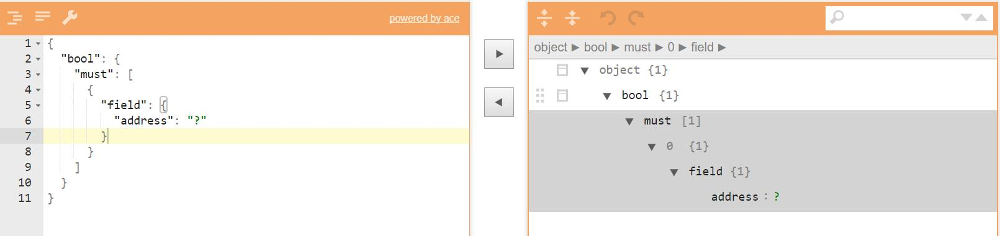 powered by ace
1 {
2 "bool": {
3 "must": [
4 {
5 "field": {
6 "address": "?"
7 }
8 }
9 ]
10 }
11 }
object ► bool ► must ► 0 ► field ►
object {1}
bool {1}
must [1]
0 {1}
field {1}
address : ?